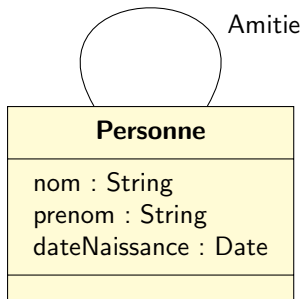 Amitie
Personne
nom : String
prenom : String
dateNaissance : Date